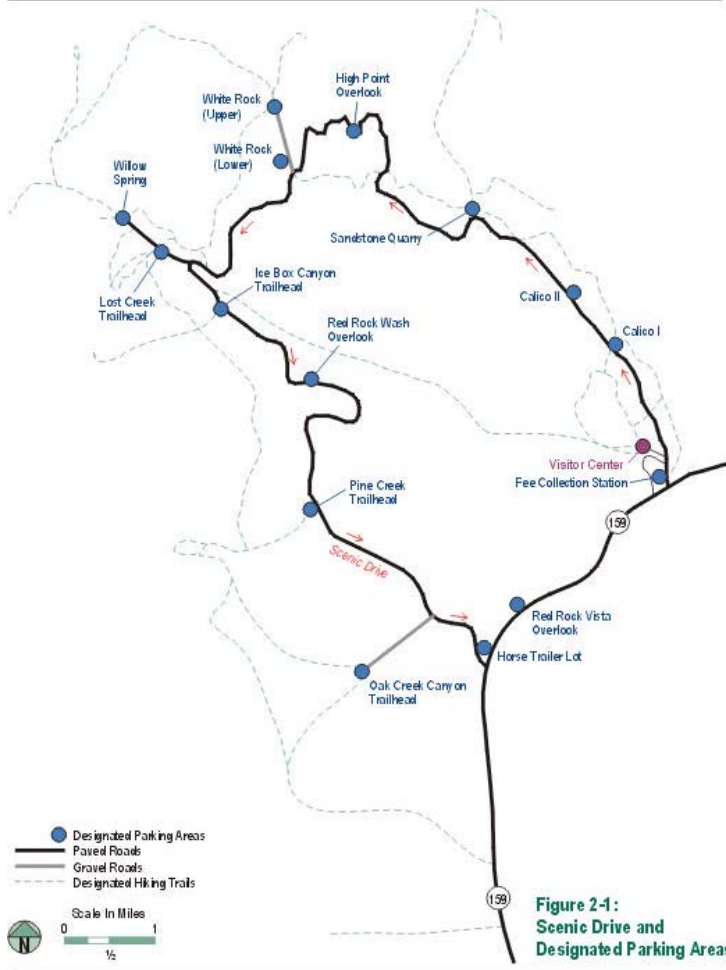 High Point
Overlook
White Rock
(Upper)
White Rock
(Lower)
Willow
Spring
Sandstone Quarry
Lost Creek
Trailhead
Ice Box Canyon
Trailhead
Calico II
Red Rock Wash
Overlook
Calico I
Visitor Center
Fee Collection Station
Pine Creek
Trailhead
159
Scenic Drive
Red Rock Vista
Overlook
Horse Trailer Lot
Oak Creek Canyon
Trailhead
Designated Parking Areas
Paved Roads
Gravel Roads
Designated Hiking Trails
Scale In Miles
0 1
½
N
159
Figure 2-1:
Scenic Drive and
Designated Parking Areas